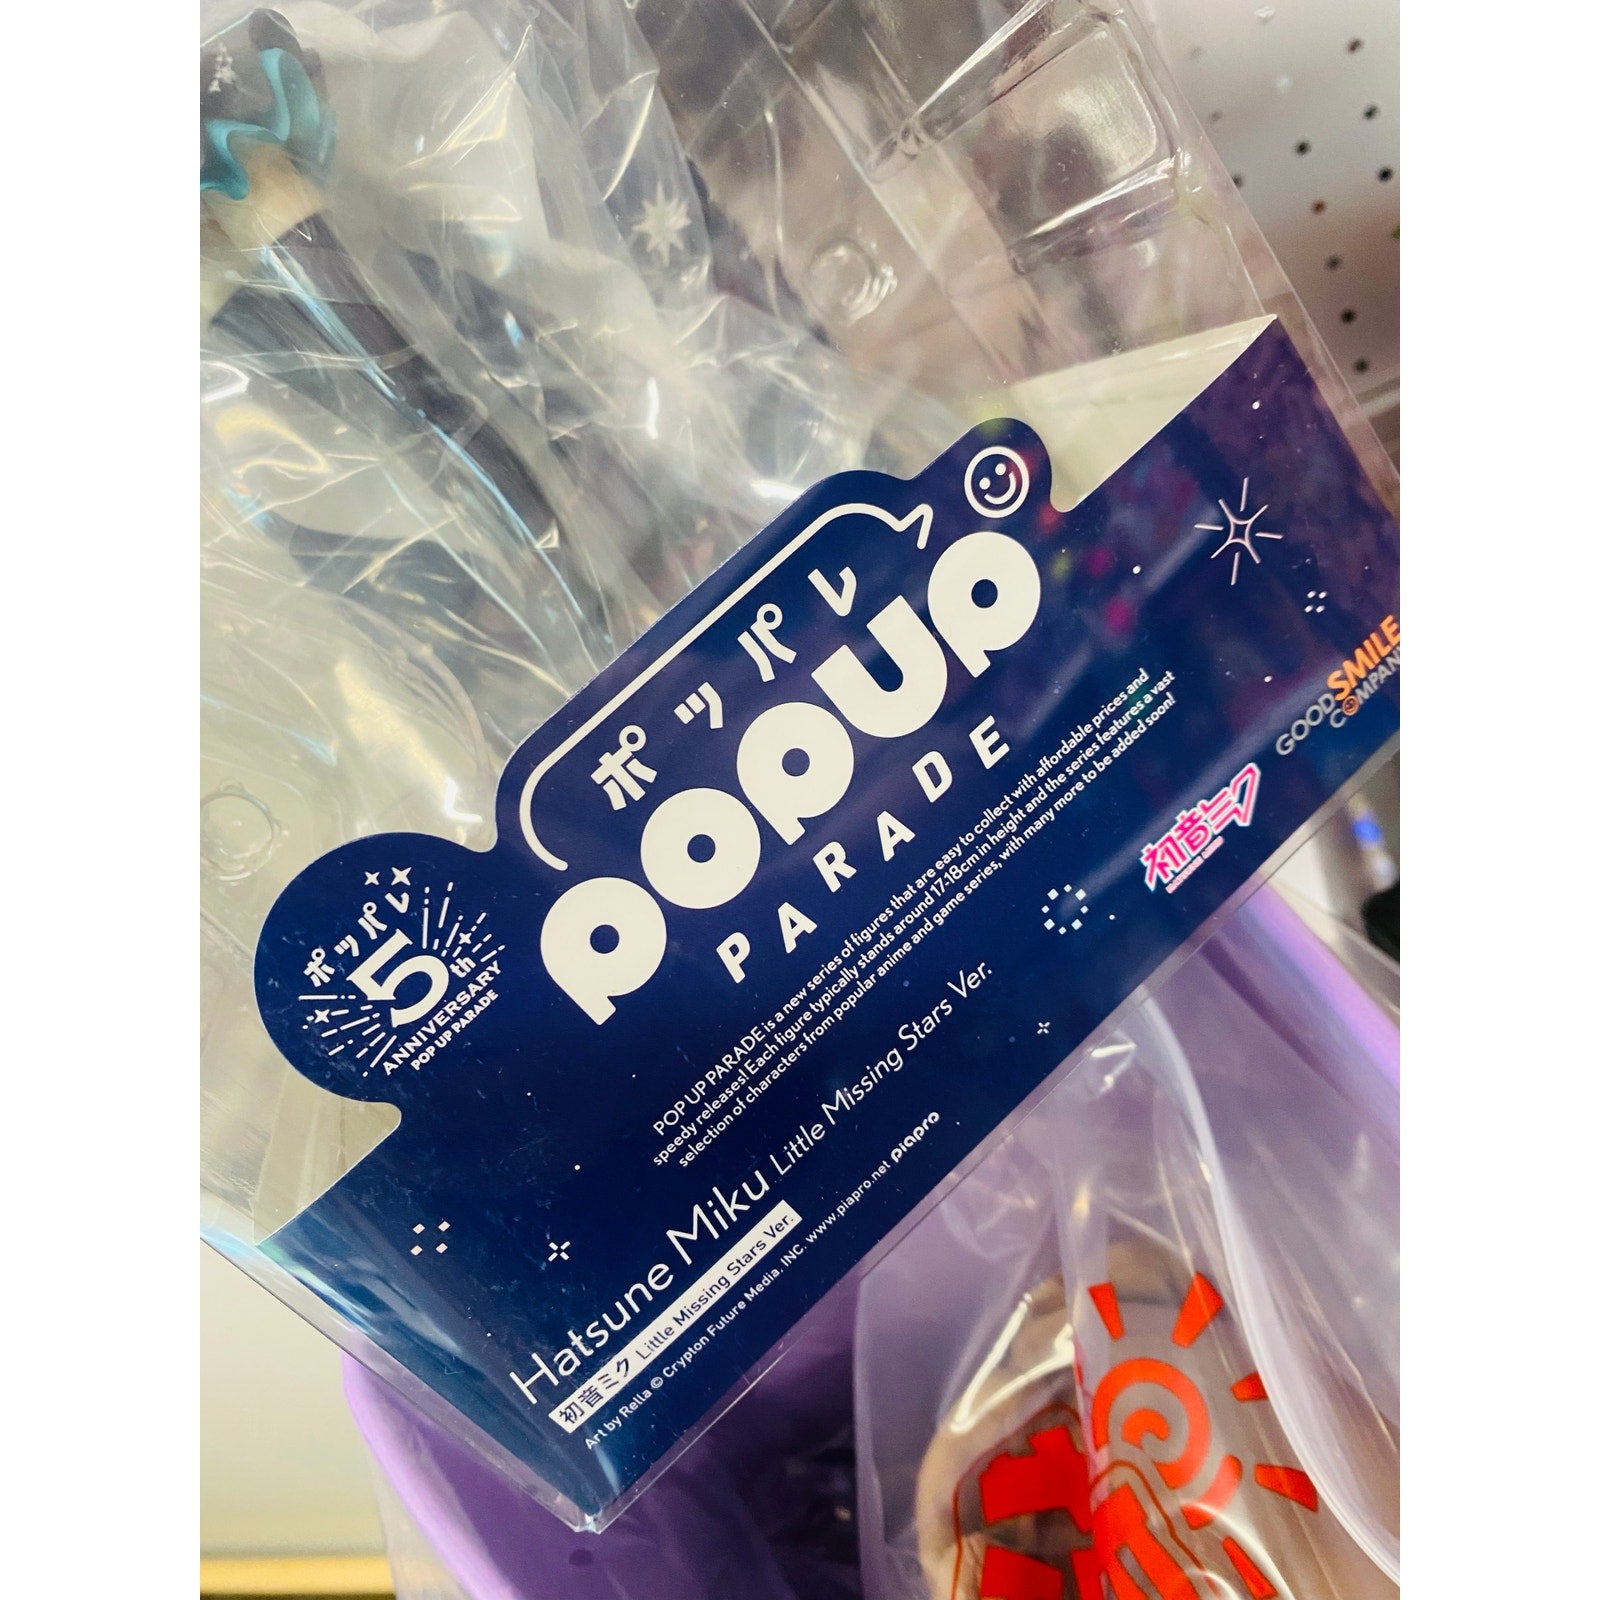 ポッパレ
POP UP
PARADE
ポッパレ
5th
ANNIVERSARY
POP UP PARADE
POP UP PARADE is a new series of figures that are easy to collect with affordable prices and
speedy releases! Each figure typically stands around 17-18cm in height and the series features a vast
selection of characters from popular anime and game series, with many more to be added soon!
Hatsune Miku Little Missing Stars Ver.
初音ミク Little Missing Stars Ver.
Art by Rella © Crypton Future Media, INC. www.piapro.net piapro
初音ミク
HATSUNE MIKU
GOOD SMILE
COMPANY